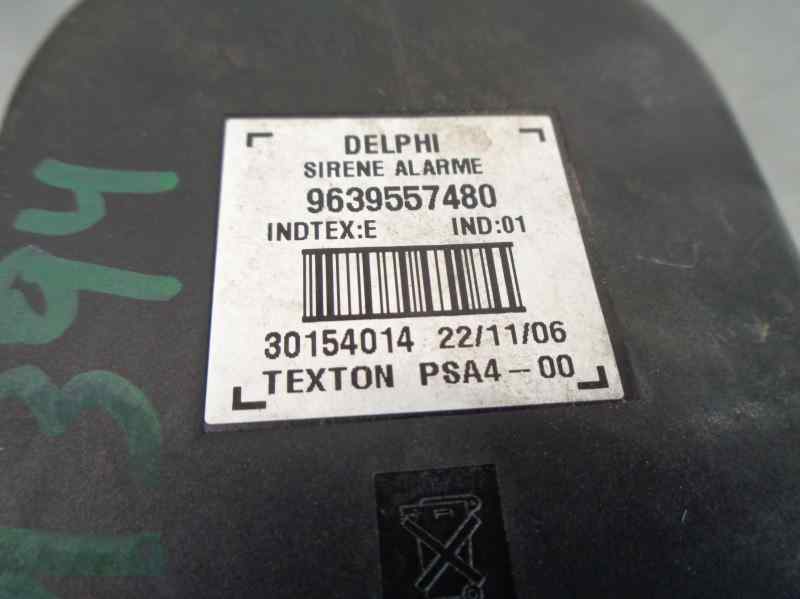 DELPHI
SIRENE ALARME
9639557480
INDTEX:E IND:01
30154014 22/11/06
TEXTON PSA4-00